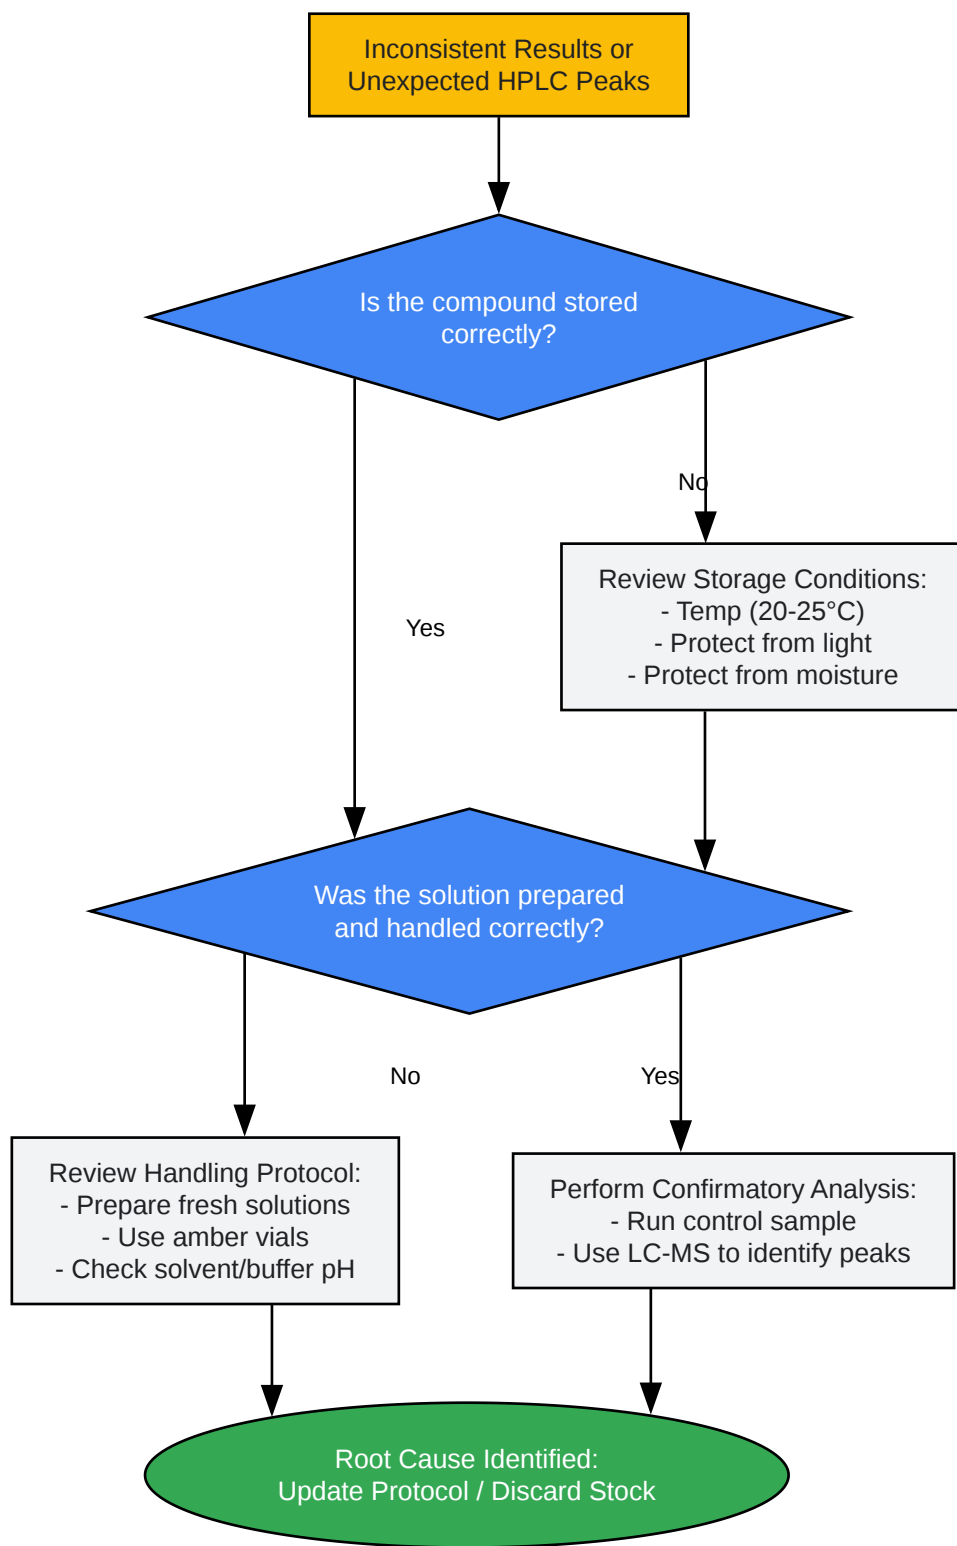 Inconsistent Results or
Unexpected HPLC Peaks
Is the compound stored
correctly?
No
Review Storage Conditions:
- Temp (20-25°C)
- Protect from light
- Protect from moisture
Yes
Was the solution prepared
and handled correctly?
No
Yes
Review Handling Protocol:
- Prepare fresh solutions
- Use amber vials
- Check solvent/buffer pH
Perform Confirmatory Analysis:
- Run control sample
- Use LC-MS to identify peaks
Root Cause Identified:
Update Protocol / Discard Stock